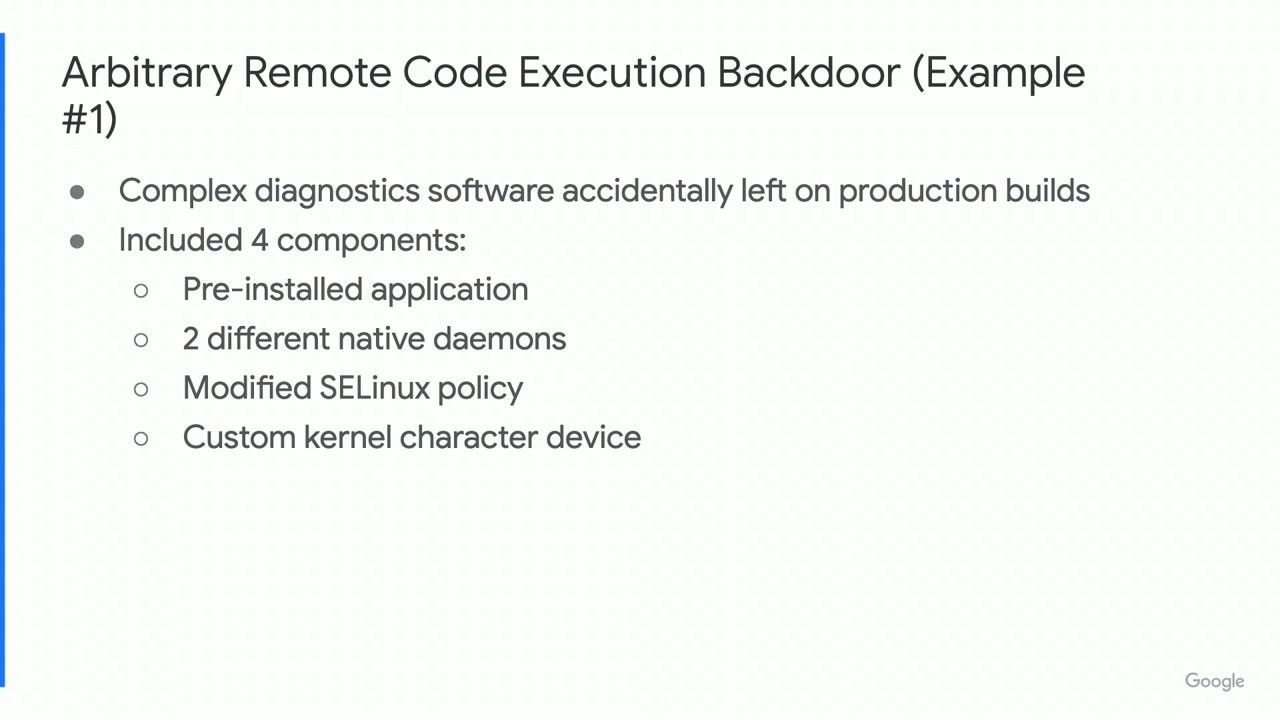 Arbitrary Remote Code Execution Backdoor (Example
#1)
● Complex diagnostics software accidentally left on production builds
● Included 4 components:
○ Pre-installed application
○ 2 different native daemons
○ Modified SELinux policy
○ Custom kernel character device
Google